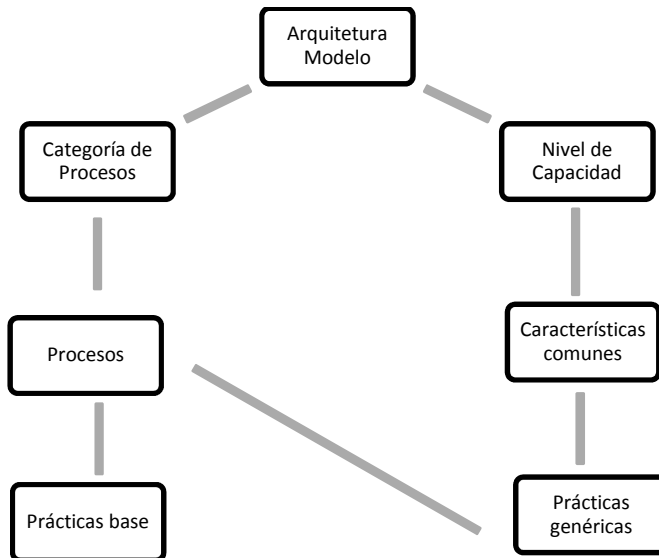 Arquitetura
Modelo
Categoría de
Procesos
Nivel de
Capacidad
Procesos
Características
comunes
Prácticas base
Prácticas
genéricas